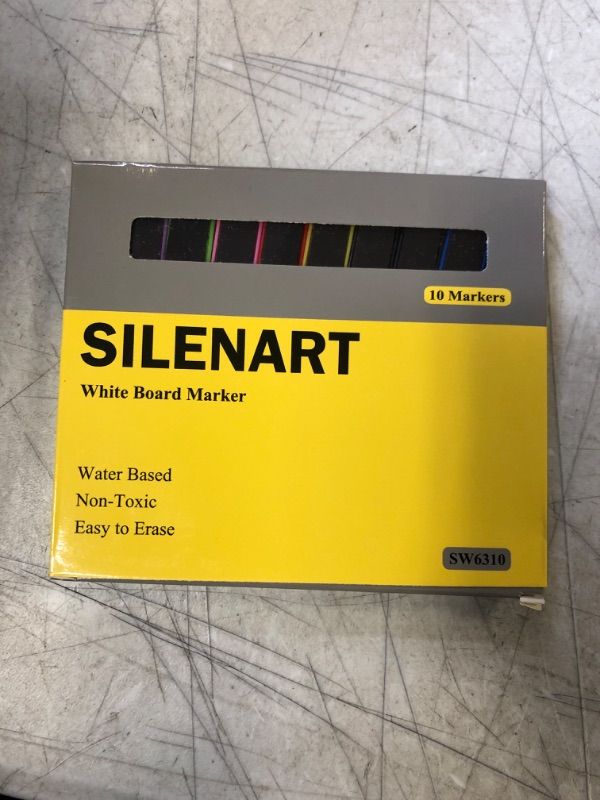 10 Markers
SILENART
White Board Marker
Water Based
Non-Toxic
Easy to Erase
SW6310